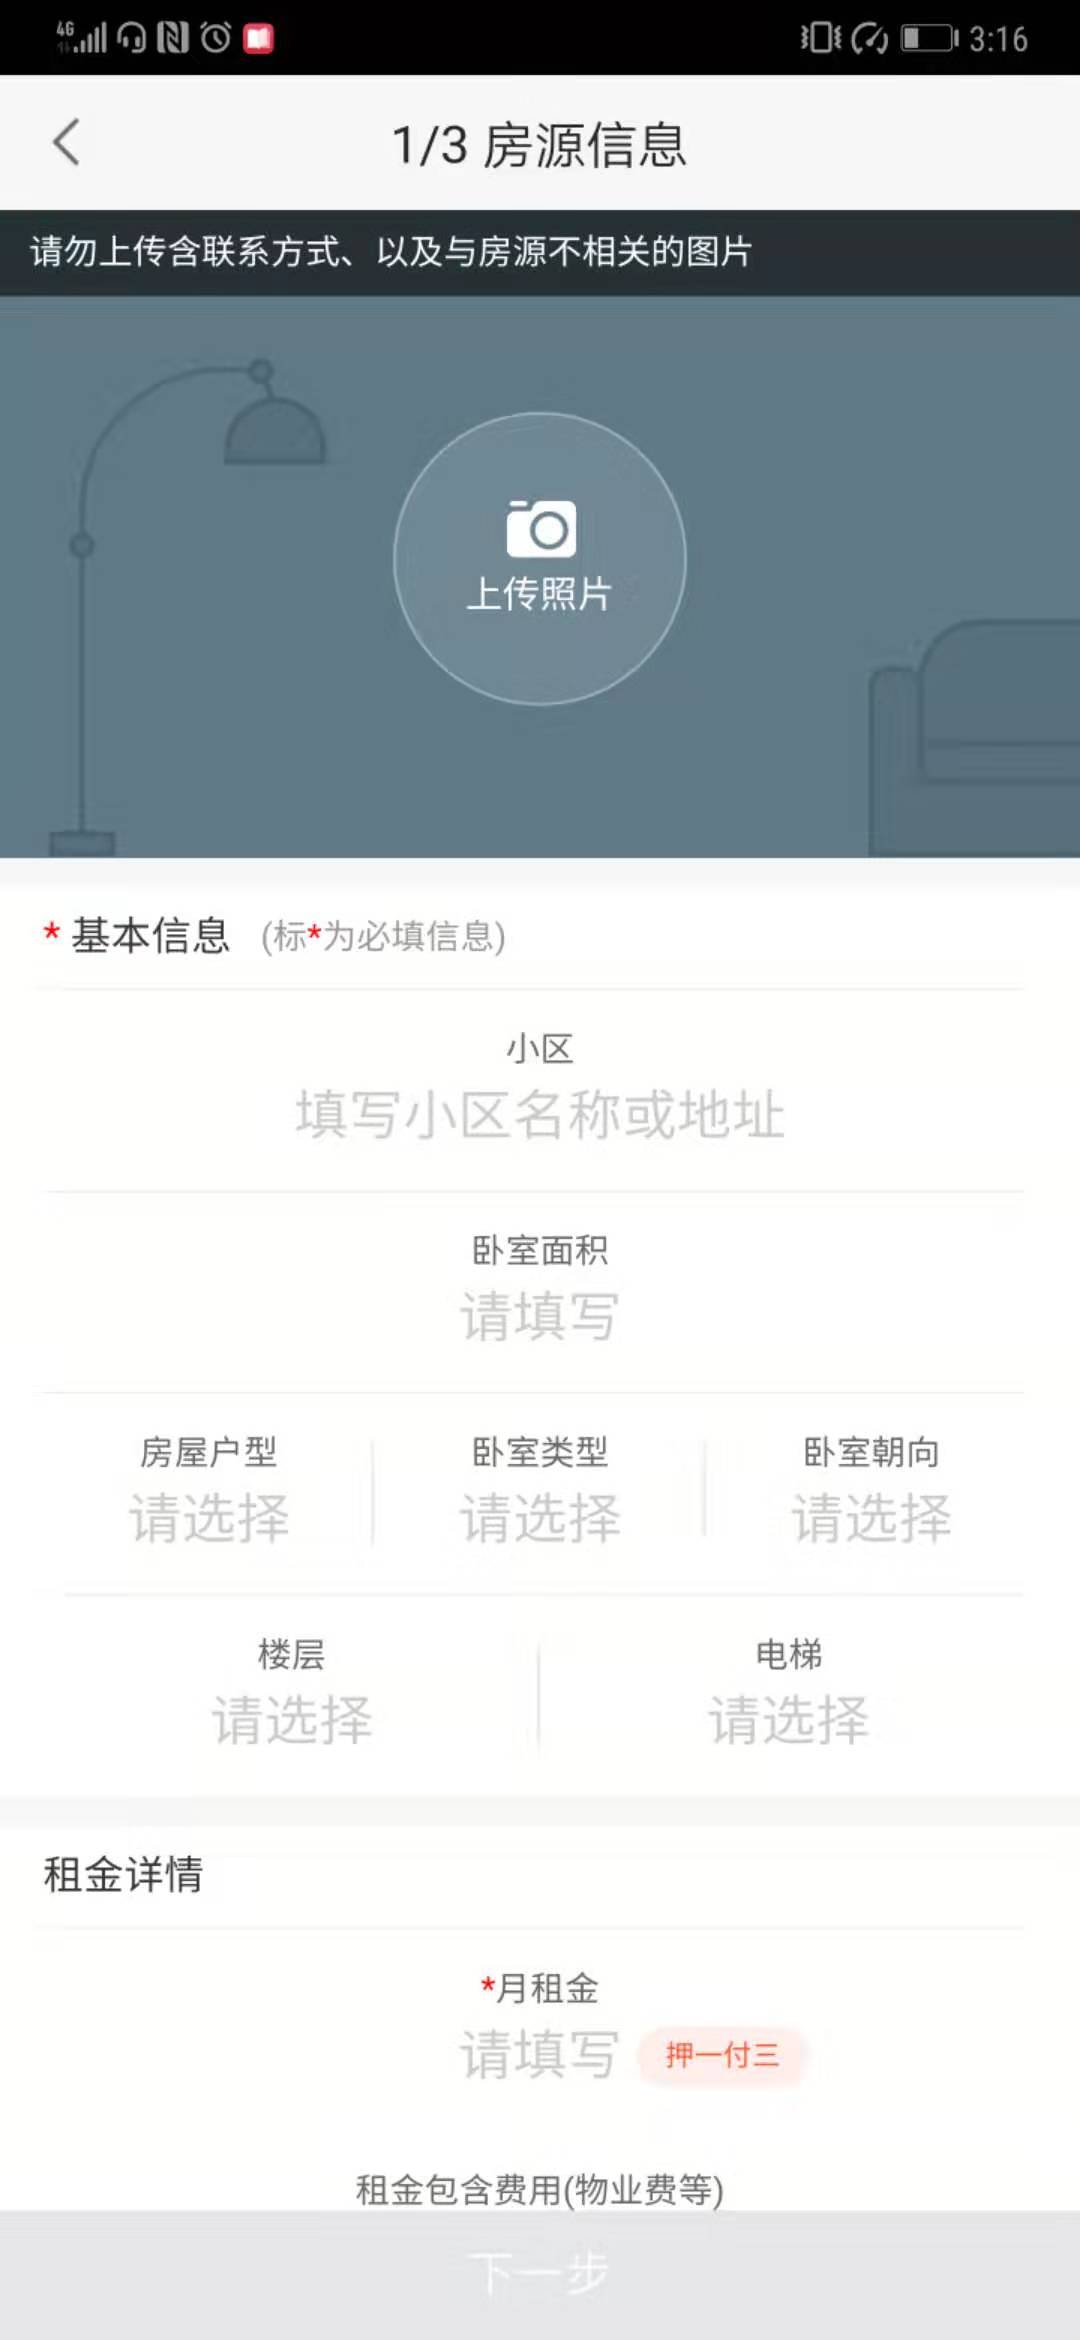 4G 3:16
1/3 房源信息
请勿上传含联系方式、以及与房源不相关的图片
上传照片
* 基本信息 (标*为必填信息)
小区
填写小区名称或地址
卧室面积
请填写
房屋户型 卧室类型 卧室朝向
请选择 请选择 请选择
楼层 电梯
请选择 请选择
租金详情
*月租金
请填写 押一付三
租金包含费用(物业费等)
下一步